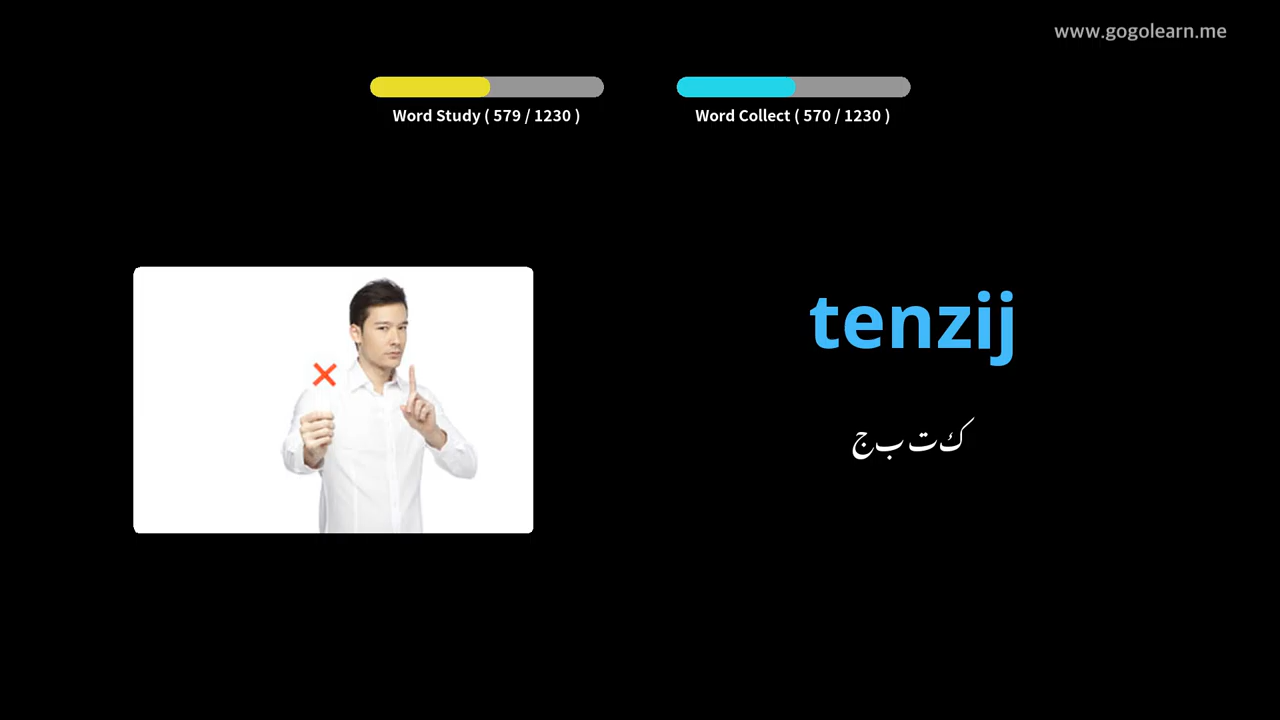 www.gogolearn.me
Word Study ( 579 / 1230 )
Word Collect ( 570 / 1230 )
tenzij
ك ت ب ج